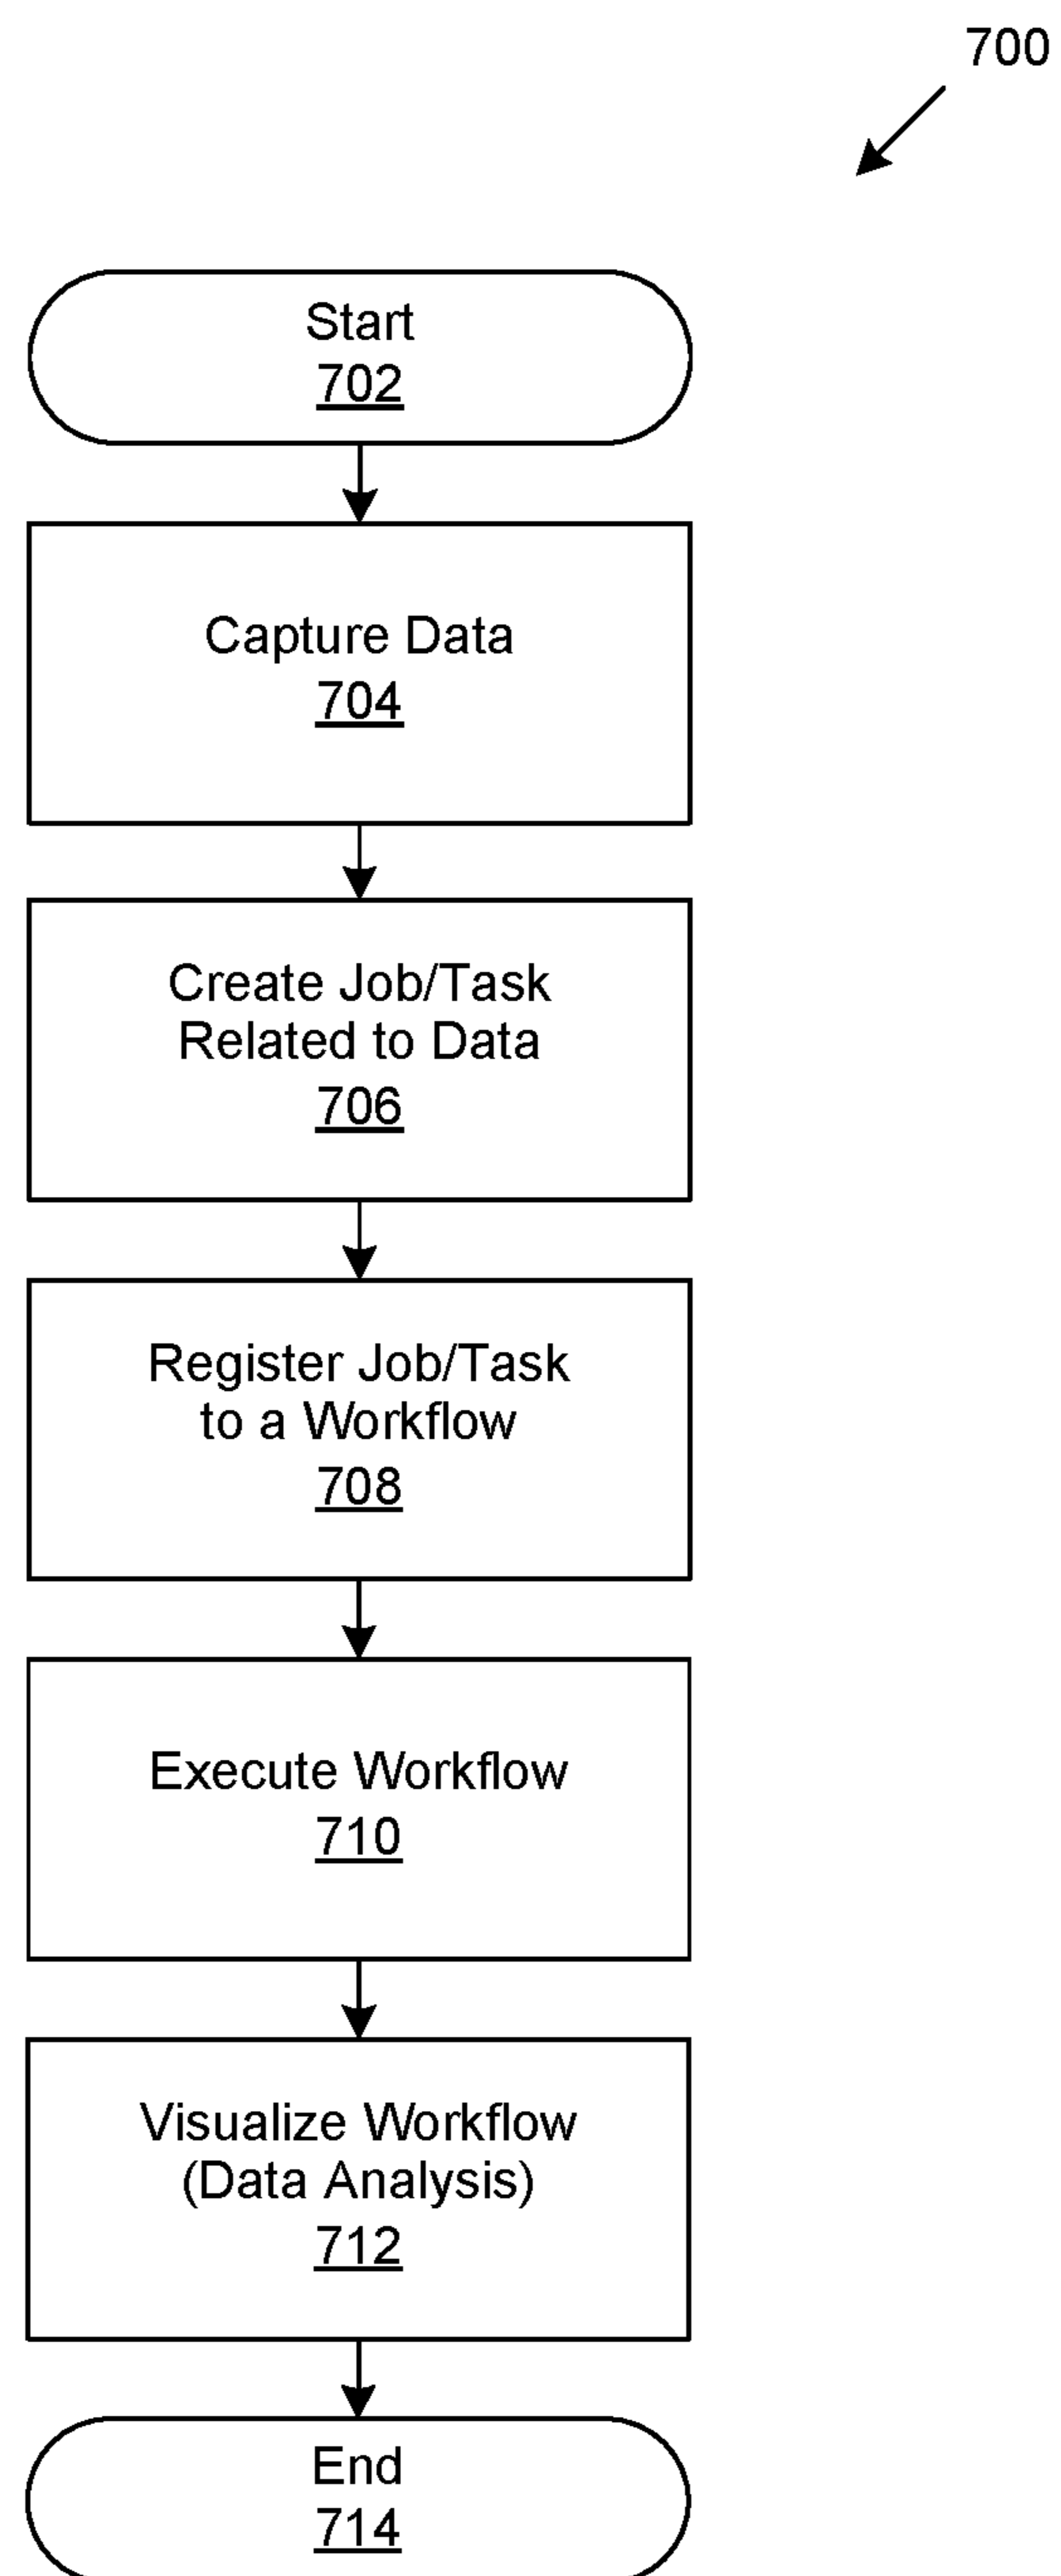 700
Start
702
Capture Data
704
Create Job/Task
Related to Data
706
Register Job/Task
to a Workflow
708
Execute Workflow
710
Visualize Workflow
(Data Analysis)
712
End
714